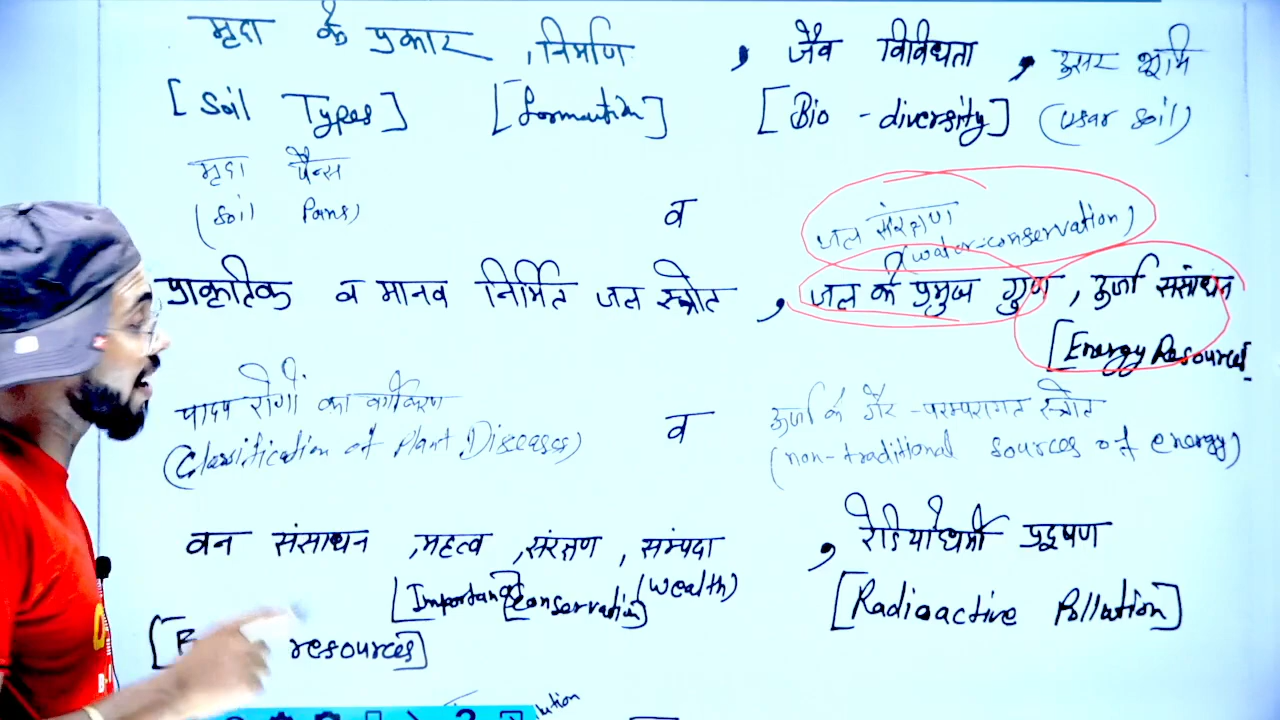 मृदा के प्रकार , निर्माण , जैव विविधता , ऊसर भूमि
[Soil Types] [formation] [Bio-diversity] (usar soil)
मृदा पैन्स
(Soil Pans) व जल संरक्षण
(water-conservation)
प्राकृतिक व मानव निर्मित जल स्त्रोत , जल के प्रमुख गुण , ऊर्जा संसाधन
[Energy Resources]
पादप रोगों का वर्गीकरण व ऊर्जा के गैर-परम्परागत स्त्रोत
(Classification of Plant Diseases) (non-traditional sources of energy)
वन संसाधन , महत्व , संरक्षण , सम्पदा , रेडियोधर्मी प्रदूषण
[Importance] [Conservation] (Wealth) [Radioactive Pollution]
resources]